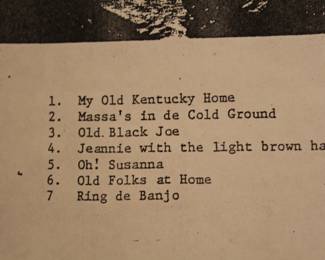 1. My Old Kentucky Home
2. Massa's in de Cold Ground
3. Old Black Joe
4. Jeannie with the light brown ha
5. Oh! Susanna
6. Old Folks at Home
7 Ring de Banjo